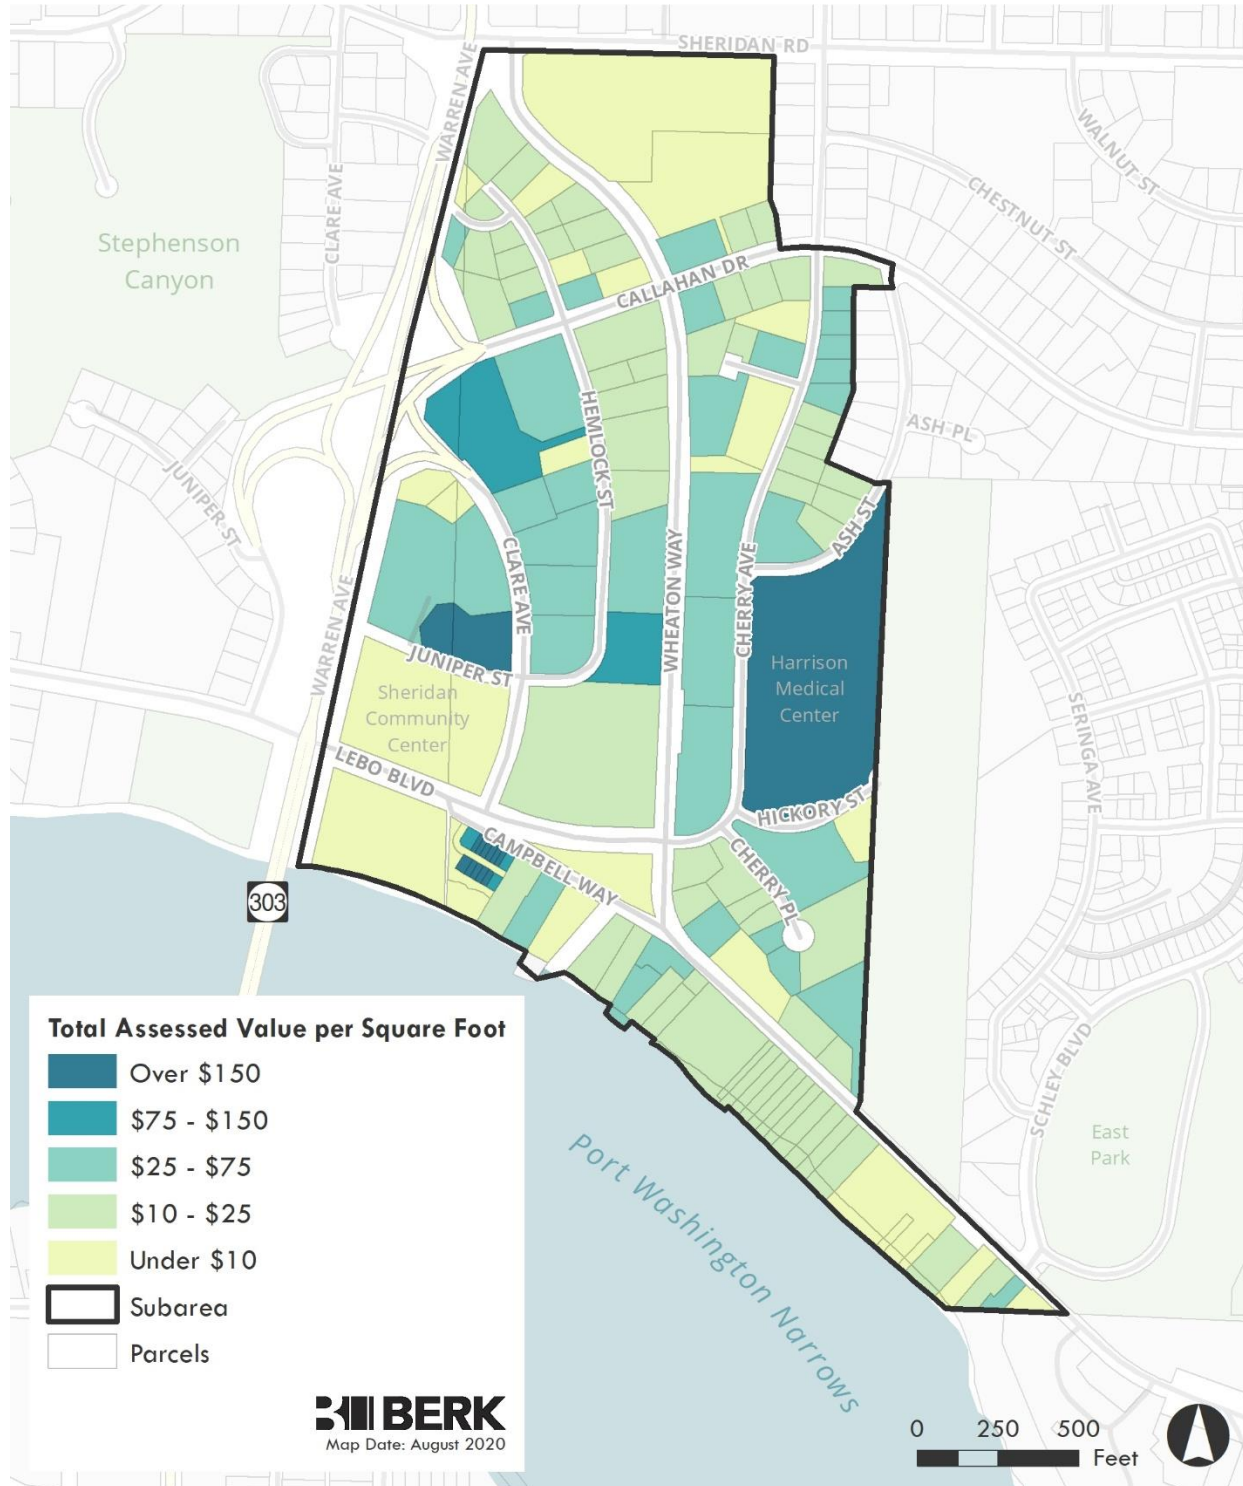 SHERIDAN RD
WARREN AVE
WALNUT ST
CLARE AVE
CHESTNUT ST
Stephenson
Canyon
CALLAHAN DR
HEMLOCK ST
ASH PL
JUNIPER ST
ASH ST
WHEATON WAY
CHERRY AVE
CLARE AVE
WARREN AVE
JUNIPER ST
Harrison
Medical
Center
Sheridan
Community
Center
SERINGA AVE
LEBO BLVD
HICKORY ST
CAMPBELL WAY
CHERRY PL
303
SCHLEY BLVD
East
Park
Port Washington Narrows
Total Assessed Value per Square Foot
Over $150
$75 - $150
$25 - $75
$10 - $25
Under $10
Subarea
Parcels
BERK
Map Date: August 2020
0 250 500
Feet